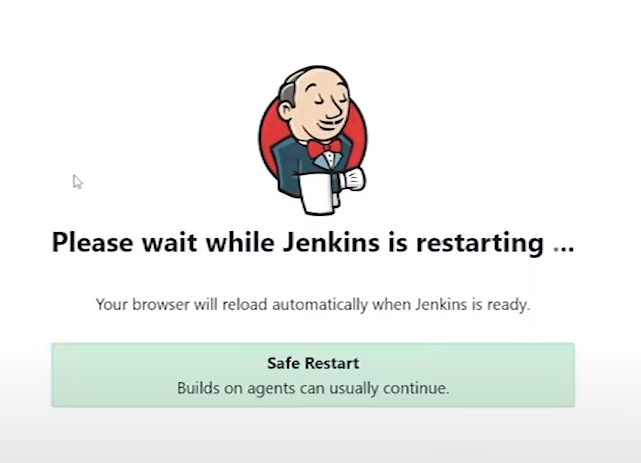 Please wait while Jenkins is restarting ...
Your browser will reload automatically when Jenkins is ready.
Safe Restart
Builds on agents can usually continue.